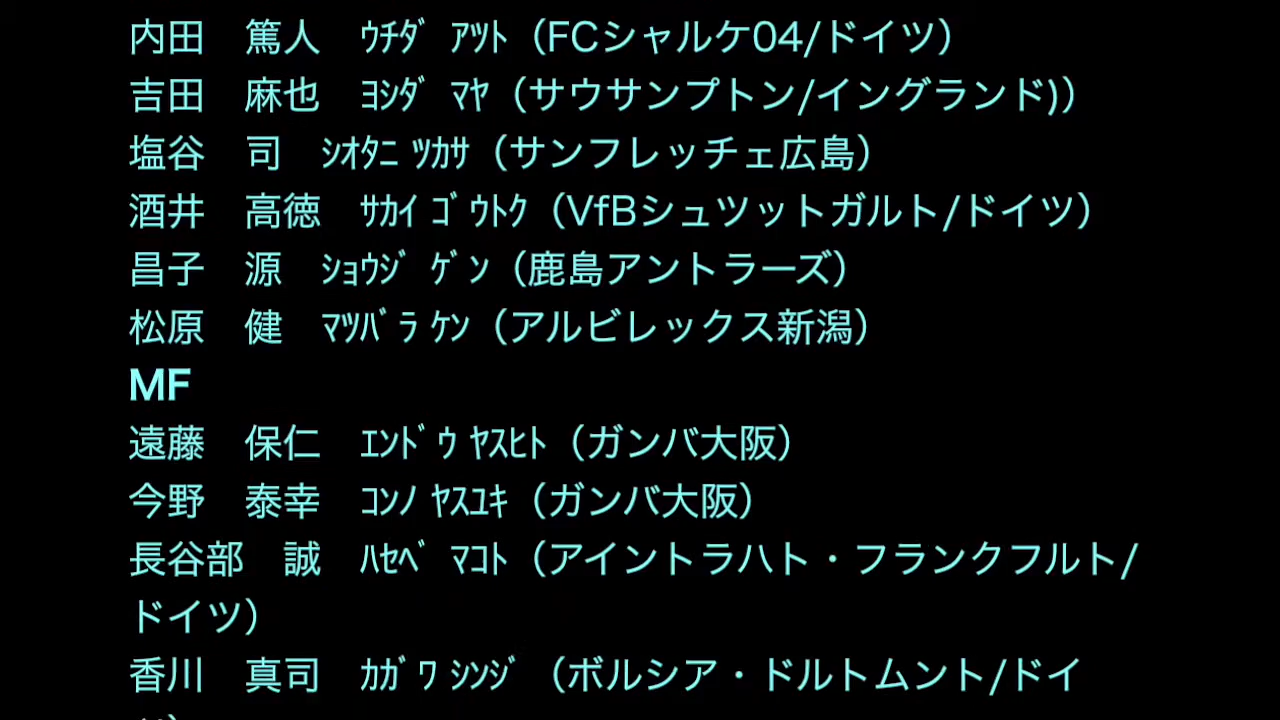 内田　篤人　ｳﾁﾀﾞ ｱﾂﾄ（FCシャルケ04/ドイツ）
吉田　麻也　ﾖｼﾀﾞ ﾏﾔ（サウサンプトン/イングランド)）
塩谷　司　ｼｵﾀﾆ ﾂｶｻ（サンフレッチェ広島）
酒井　高徳　ｻｶｲ ｺﾞｳﾄｸ（VfBシュツットガルト/ドイツ）
昌子　源　ｼｮｳｼﾞ ｹﾞﾝ（鹿島アントラーズ）
松原　健　ﾏﾂﾊﾞﾗ ｹﾝ（アルビレックス新潟）
MF
遠藤　保仁　ｴﾝﾄﾞｳ ﾔｽﾋﾄ（ガンバ大阪）
今野　泰幸　ｺﾝﾉ ﾔｽﾕｷ（ガンバ大阪）
長谷部　誠　ﾊｾﾍﾞ ﾏｺﾄ（アイントラハト・フランクフルト/
ドイツ）
香川　真司　ｶｶﾞﾜ ｼﾝｼﾞ（ボルシア・ドルトムント/ドイ